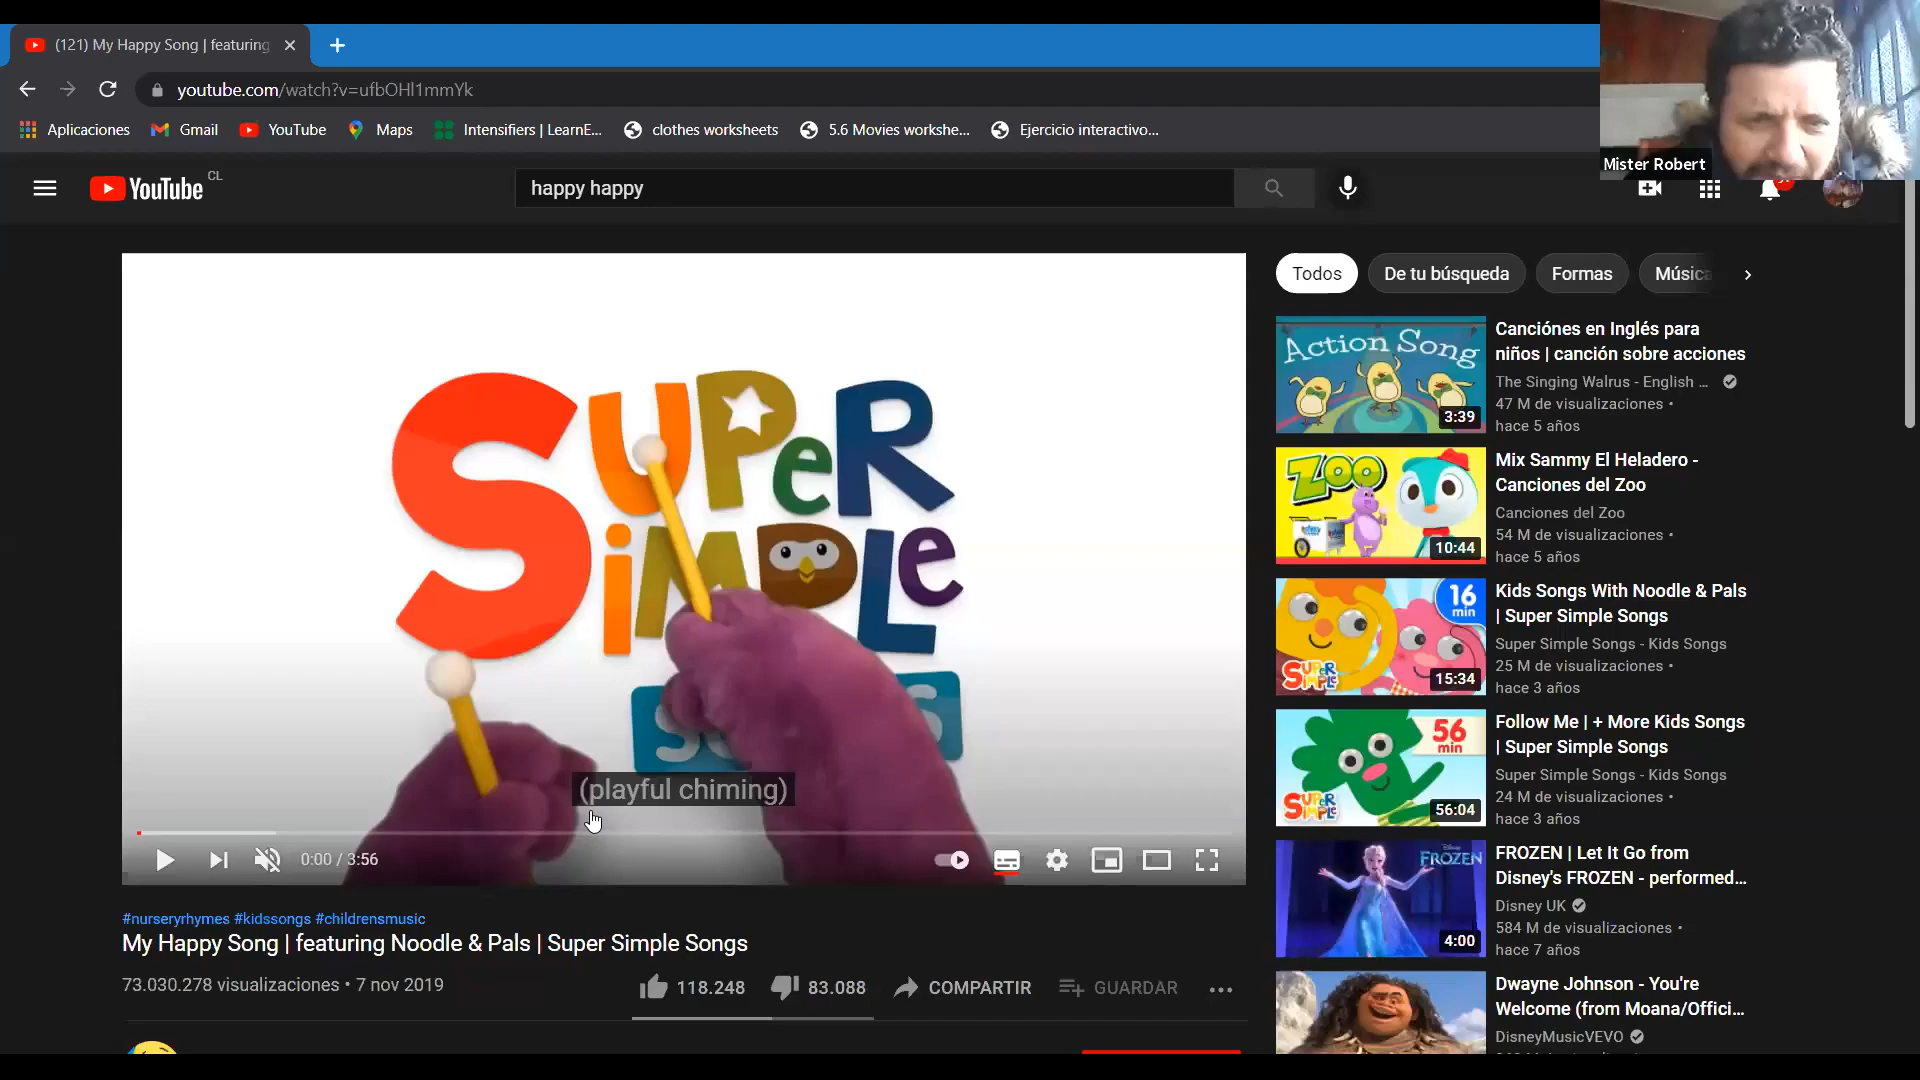 (121) My Happy Song | featuring
youtube.com/watch?v=ufbOHl1mmYk
Aplicaciones
Gmail
YouTube
Maps
Intensifiers | LearnE...
clothes worksheets
5.6 Movies workshe...
Ejercicio interactivo...
Mister Robert
YouTube CL
happy happy
SUPER
SIMPLE
(playful chiming)
0:00 / 3:56
#nurseryrhymes #kidssongs #childrensmusic
My Happy Song | featuring Noodle & Pals | Super Simple Songs
73.030.278 visualizaciones • 7 nov 2019
118.248
83.088
COMPARTIR
GUARDAR
Todos
De tu búsqueda
Formas
Música
Action Song
3:39
Canciónes en Inglés para
niños | canción sobre acciones
The Singing Walrus - English ...
47 M de visualizaciones •
hace 5 años
ZOO
10:44
Mix Sammy El Heladero -
Canciones del Zoo
Canciones del Zoo
54 M de visualizaciones •
hace 5 años
16
min
SUPER
SIMPLE
15:34
Kids Songs With Noodle & Pals
| Super Simple Songs
Super Simple Songs - Kids Songs
25 M de visualizaciones •
hace 3 años
56
min
SUPER
SIMPLE
56:04
Follow Me | + More Kids Songs
| Super Simple Songs
Super Simple Songs - Kids Songs
24 M de visualizaciones •
hace 3 años
Disney
FROZEN
4:00
FROZEN | Let It Go from
Disney's FROZEN - performed...
Disney UK
584 M de visualizaciones •
hace 7 años
Dwayne Johnson - You're
Welcome (from Moana/Offici...
DisneyMusicVEVO